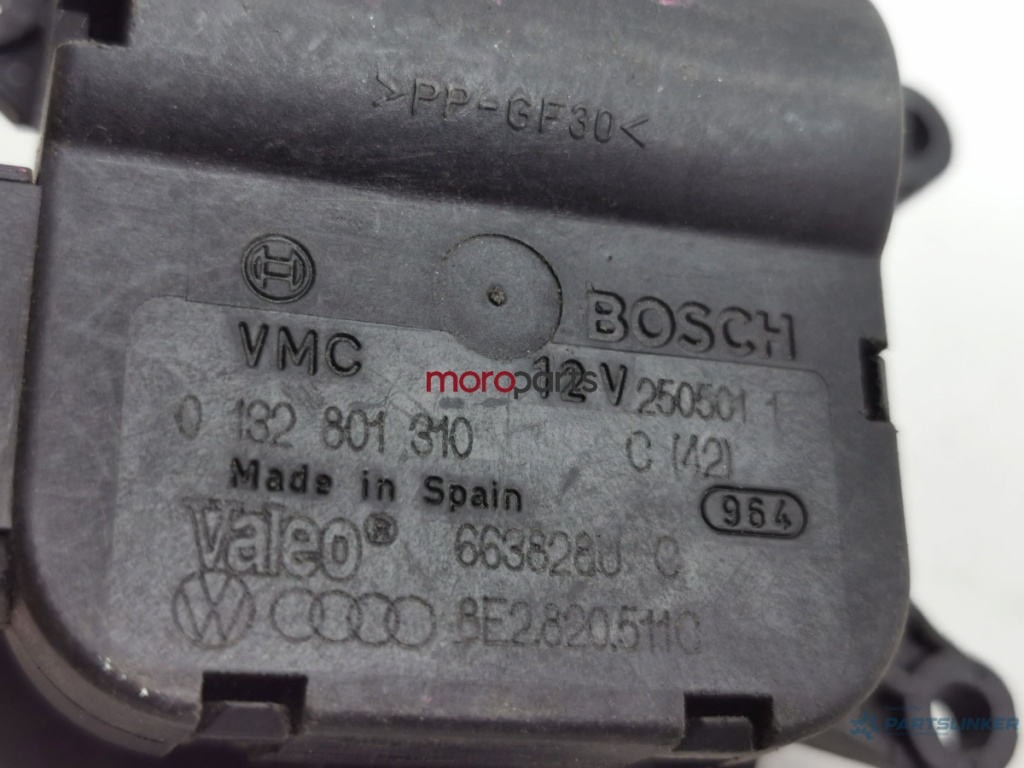 >PP-GF30<
BOSCH
VMC 12V 250501 1
moroparts
0 132 801 310 C (42)
Made in Spain 964
Valeo® 663828U C
8E2.820.511C
PARTSLINKER